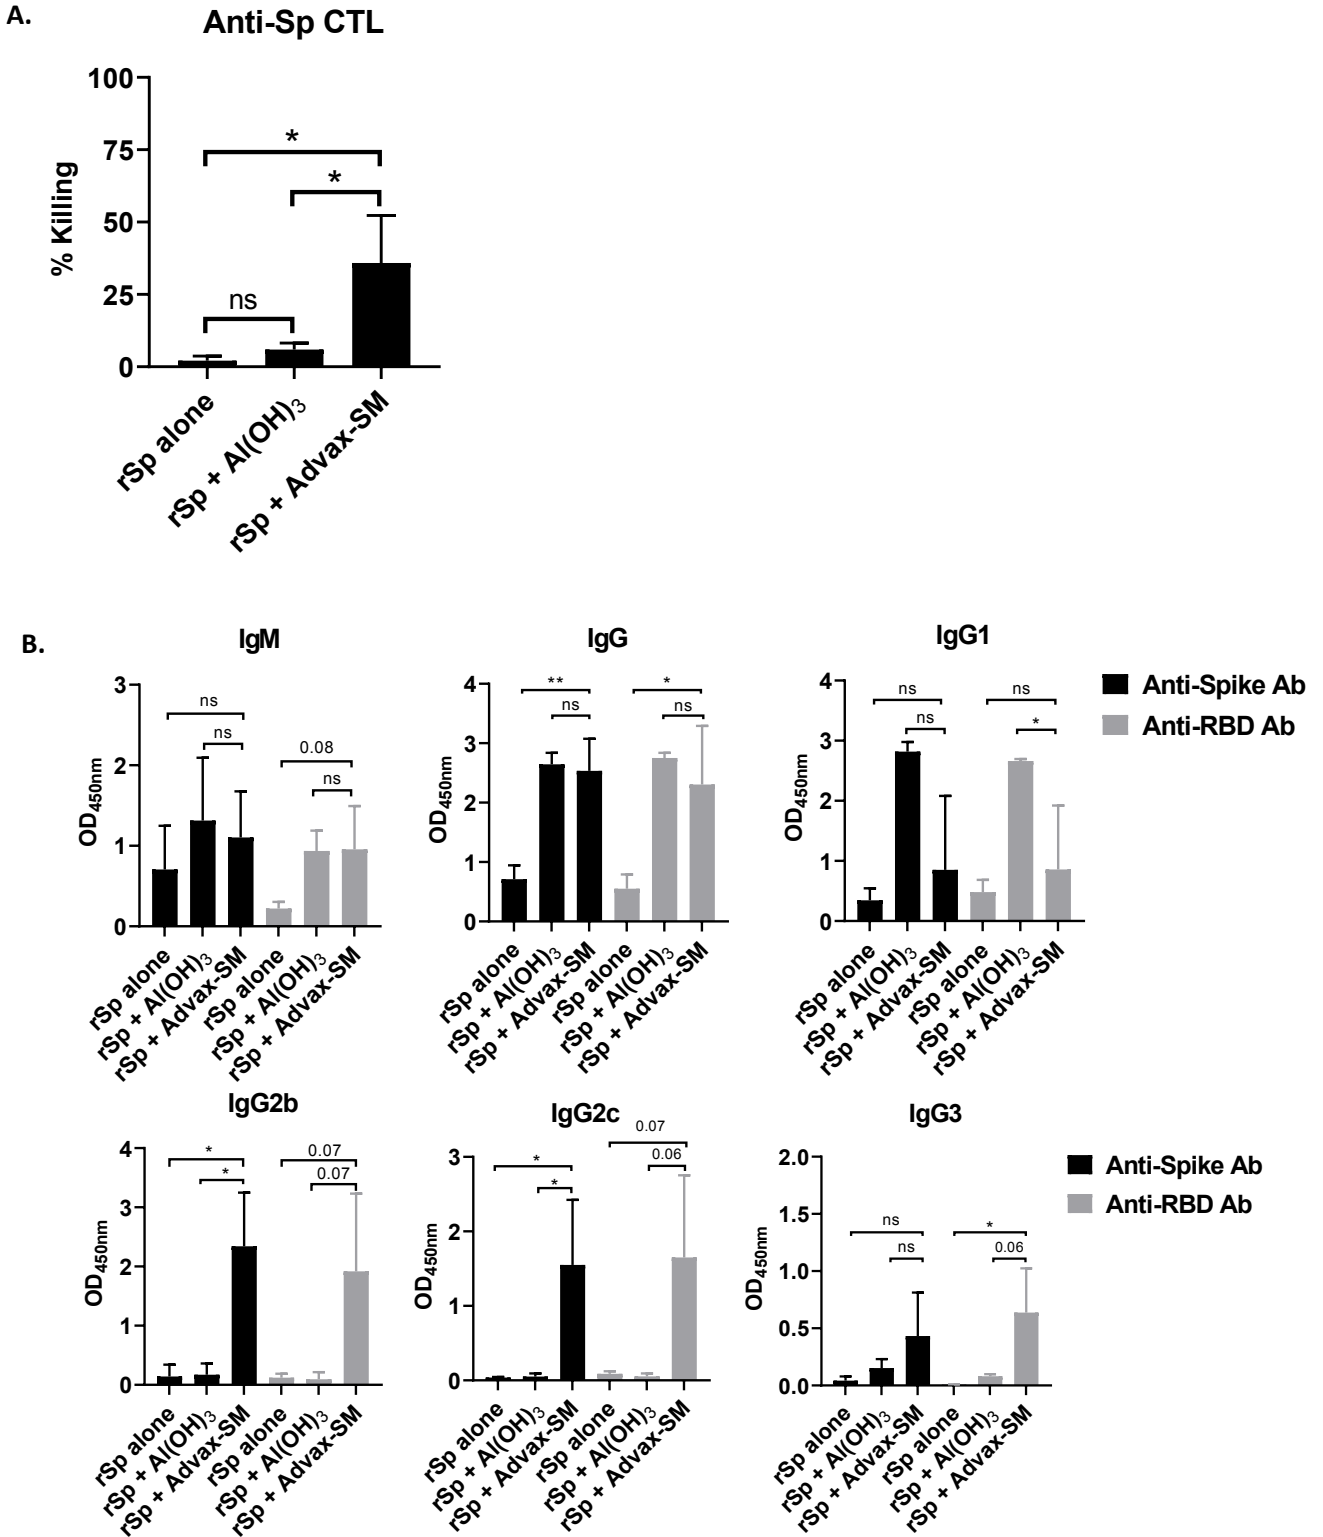 A.
Anti-Sp CTL
% Killing
100
75
50
25
0
*
*
ns
rSp alone
rSp + Al(OH)3
rSp + Advax-SM
B.
IgM
OD450nm
3
2
1
0
ns
ns
0.08
ns
rSp alone
rSp + Al(OH)3
rSp + Advax-SM
rSp alone
rSp + Al(OH)3
rSp + Advax-SM
IgG
OD450nm
4
3
2
1
0
**
ns
*
ns
rSp alone
rSp + Al(OH)3
rSp + Advax-SM
rSp alone
rSp + Al(OH)3
rSp + Advax-SM
IgG1
OD450nm
4
3
2
1
0
ns
ns
ns
*
rSp alone
rSp + Al(OH)3
rSp + Advax-SM
rSp alone
rSp + Al(OH)3
rSp + Advax-SM
Anti-Spike Ab
Anti-RBD Ab
IgG2b
OD450nm
4
3
2
1
0
*
*
0.07
0.07
rSp alone
rSp + Al(OH)3
rSp + Advax-SM
rSp alone
rSp + Al(OH)3
rSp + Advax-SM
IgG2c
OD450nm
3
2
1
0
*
*
0.07
0.06
rSp alone
rSp + Al(OH)3
rSp + Advax-SM
rSp alone
rSp + Al(OH)3
rSp + Advax-SM
IgG3
OD450nm
2.0
1.5
1.0
0.5
0.0
ns
ns
*
0.06
rSp alone
rSp + Al(OH)3
rSp + Advax-SM
rSp alone
rSp + Al(OH)3
rSp + Advax-SM
Anti-Spike Ab
Anti-RBD Ab